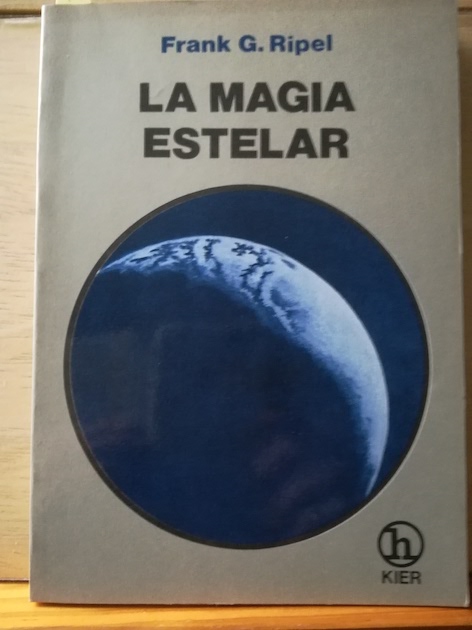 Frank G. Ripel
LA MAGIA
ESTELAR
h
KIER